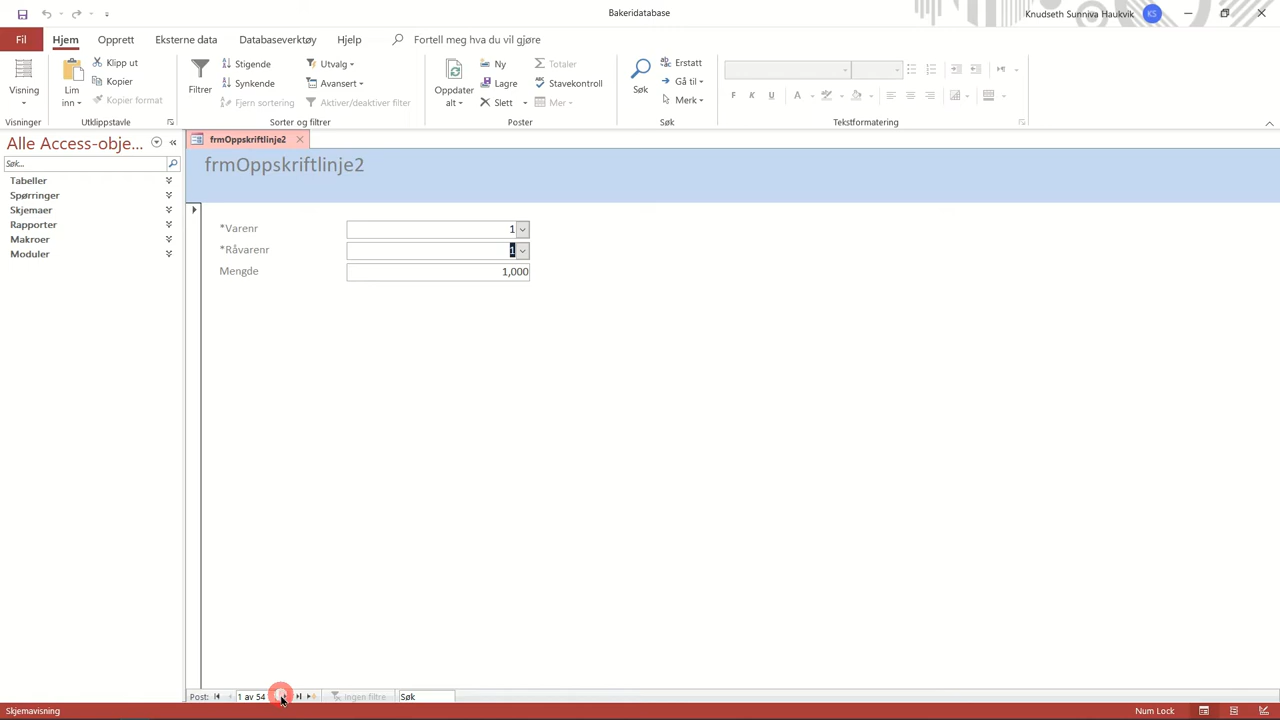 Bakeridatabase
Knudseth Sunniva Haukvik KS
Fil Hjem Opprett Eksterne data Databaseverktøy Hjelp Fortell meg hva du vil gjøre
Visning
Visninger
Lim inn
Klipp ut
Kopier
Kopier format
Utklippstavle
Filtrer
Stigende
Synkende
Fjern sortering
Utvalg
Avansert
Aktiver/deaktiver filter
Sorter og filtrer
Oppdater alt
Ny
Lagre
Slett
Totaler
Stavekontroll
Mer
Poster
Søk
Erstatt
Gå til
Merk
Søk
F K U A
Tekstformatering
Alle Access-obje...
Søk...
Tabeller
Spørringer
Skjemaer
Rapporter
Makroer
Moduler
frmOppskriftlinje2
frmOppskriftlinje2
*Varenr 1
*Råvarenr 1
Mengde 1,000
Post: 1 av 54 Ingen filtre Søk
Skjemavisning Num Lock